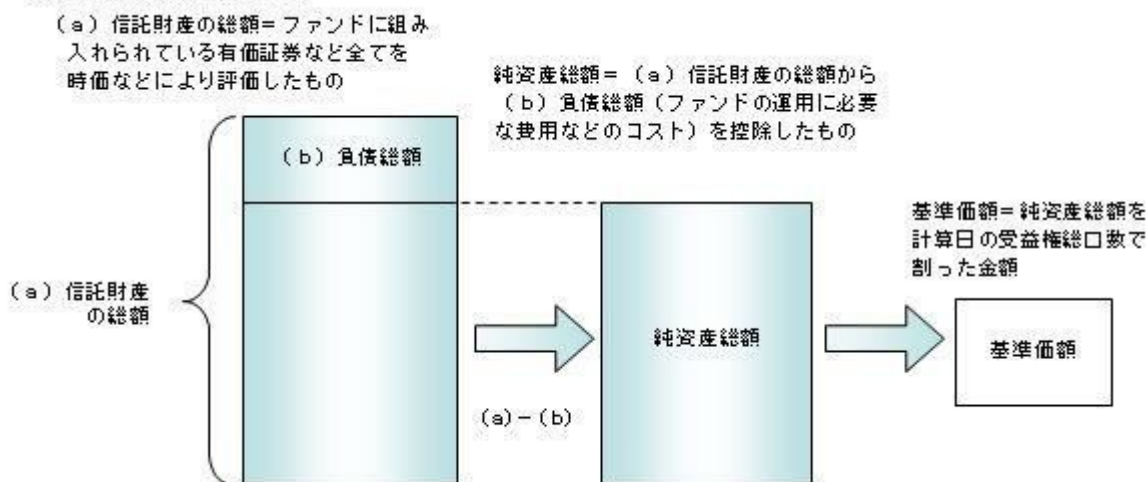 （a）信託財産の総額＝ファンドに組み
入れられている有価証券など全てを
時価などにより評価したもの
純資産総額＝（a）信託財産の総額から
（b）負債総額（ファンドの運用に必要
な費用などのコスト）を控除したもの
（b）負債総額
基準価額＝純資産総額を
計算日の受益権総口数で
割った金額
（a）信託財産
の総額
純資産総額
基準価額
（a）－（b）